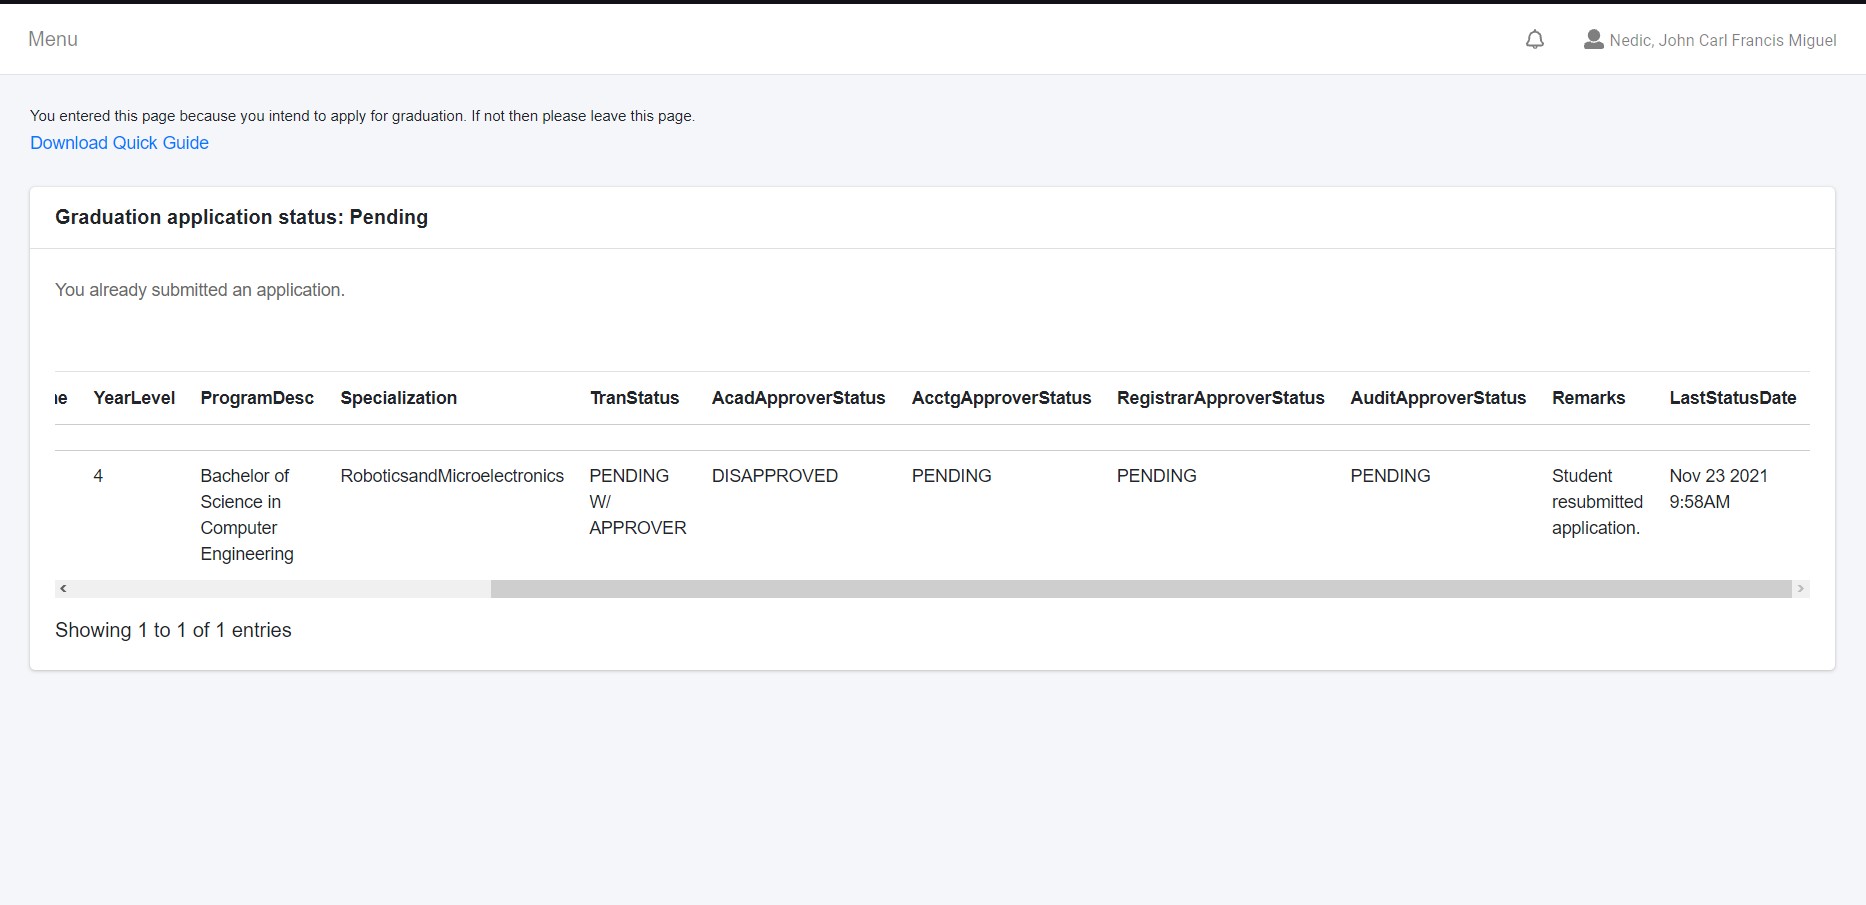 Menu
Nedic, John Carl Francis Miguel
You entered this page because you intend to apply for graduation. If not then please leave this page.
Download Quick Guide
Graduation application status: Pending
You already submitted an application.
YearLevel ProgramDesc Specialization TranStatus AcadApproverStatus AcctgApproverStatus RegistrarApproverStatus AuditApproverStatus Remarks LastStatusDate
4 Bachelor of RoboticsandMicroelectronics PENDING DISAPPROVED PENDING PENDING PENDING Student Nov 23 2021
Science in W/ resubmitted 9:58AM
Computer APPROVER application.
Engineering
Showing 1 to 1 of 1 entries